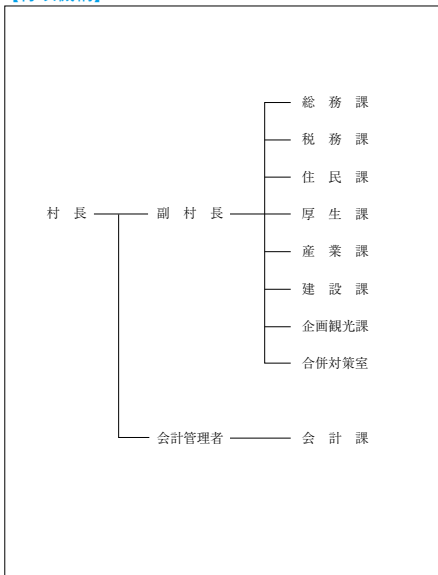 総務課
税務課
住民課
村長 副村長 厚生課
産業課
建設課
企画観光課
合併対策室
会計管理者 会計課